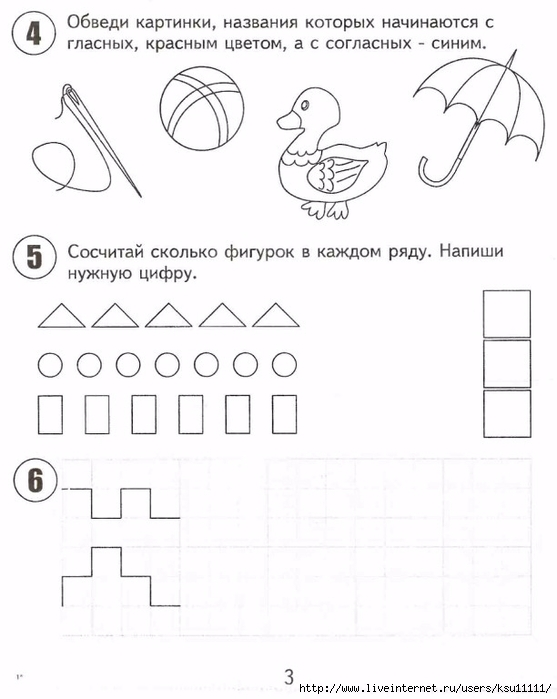 4
Обведи картинки, названия которых начинаются с
гласных, красным цветом, а с согласных - синим.
5
Сосчитай сколько фигурок в каждом ряду. Напиши
нужную цифру.
6
1*
3
http://www.liveinternet.ru/users/ksu11111/